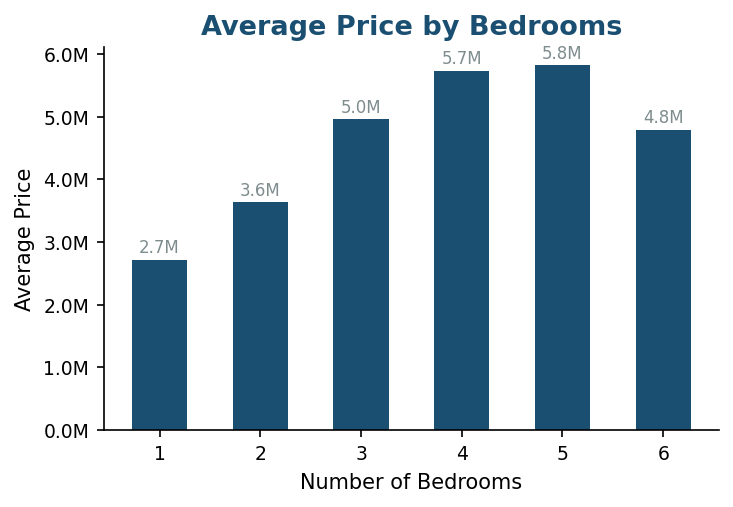 Average Price by Bedrooms
Average Price
6.0M
5.0M
4.0M
3.0M
2.0M
1.0M
0.0M
2.7M
3.6M
5.0M
5.7M
5.8M
4.8M
1 2 3 4 5 6
Number of Bedrooms